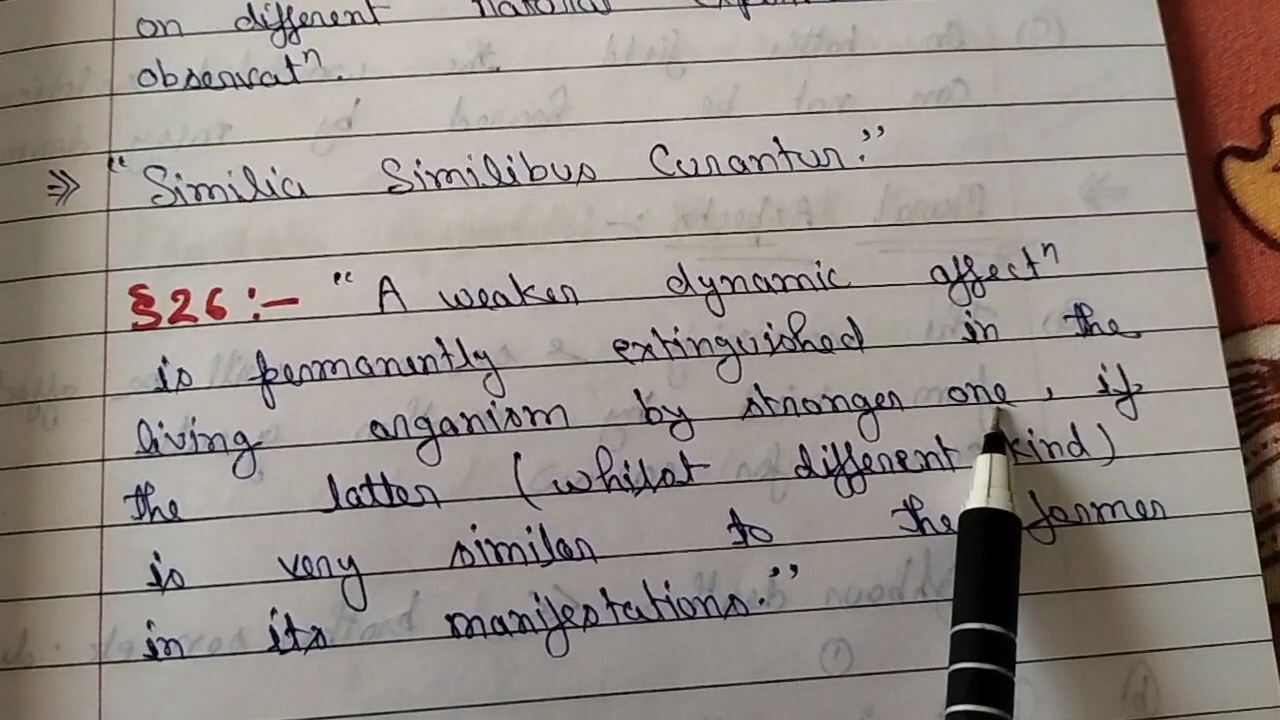 on different
observatⁿ.
⇒ "Similia Similibus Curantur."
§26:- "A weaker dynamic affectⁿ
is permanently extinguished in the
living organism by stronger one, if
the latter (whilst different kind)
is very similar to the former
in its manifestations."